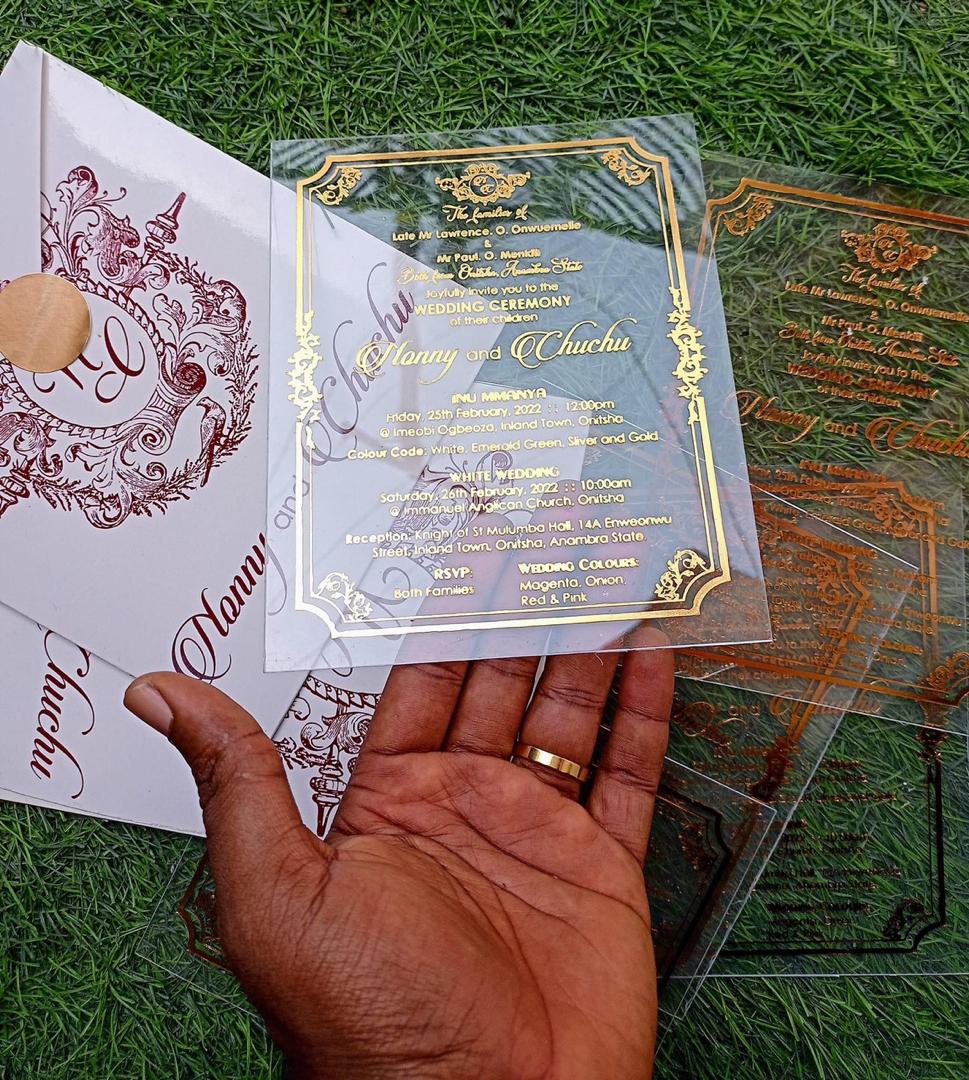 The families of
Late Mr Lawrence. O. Onwuemelie
&
Mr Paul. O. Mentilli
Both from Onitsha, Anambra State
Joyfully invite you to the
WEDDING CEREMONY
of their children
Nonny and Chuchu
INU MMANYA
Friday, 25th February, 2022 :: 12:00pm
@ Imeobi Ogbeoza, Inland Town, Onitsha
Colour Code: White, Emerald Green, Sliver and Gold
WHITE WEDDING
Saturday, 26th February, 2022 :: 10:00am
@ Immanuel Anglican Church, Onitsha
Reception: Knight of St Mulumba Hall, 14A Enweonwu
Street, Inland Town, Onitsha, Anambra State.
RSVP:
Both Families
WEDDING COLOURS:
Magenta, Onion,
Red & Pink
Nonny and Chuchu
Chuchu
The families of
Late Mr Lawrence. O. Onwuemelie
&
Mr Paul. O. Mentilli
Both from Onitsha, Anambra State
Joyfully invite you to the
WEDDING CEREMONY
of their children
Nonny and Chuchu
INU MMANYA